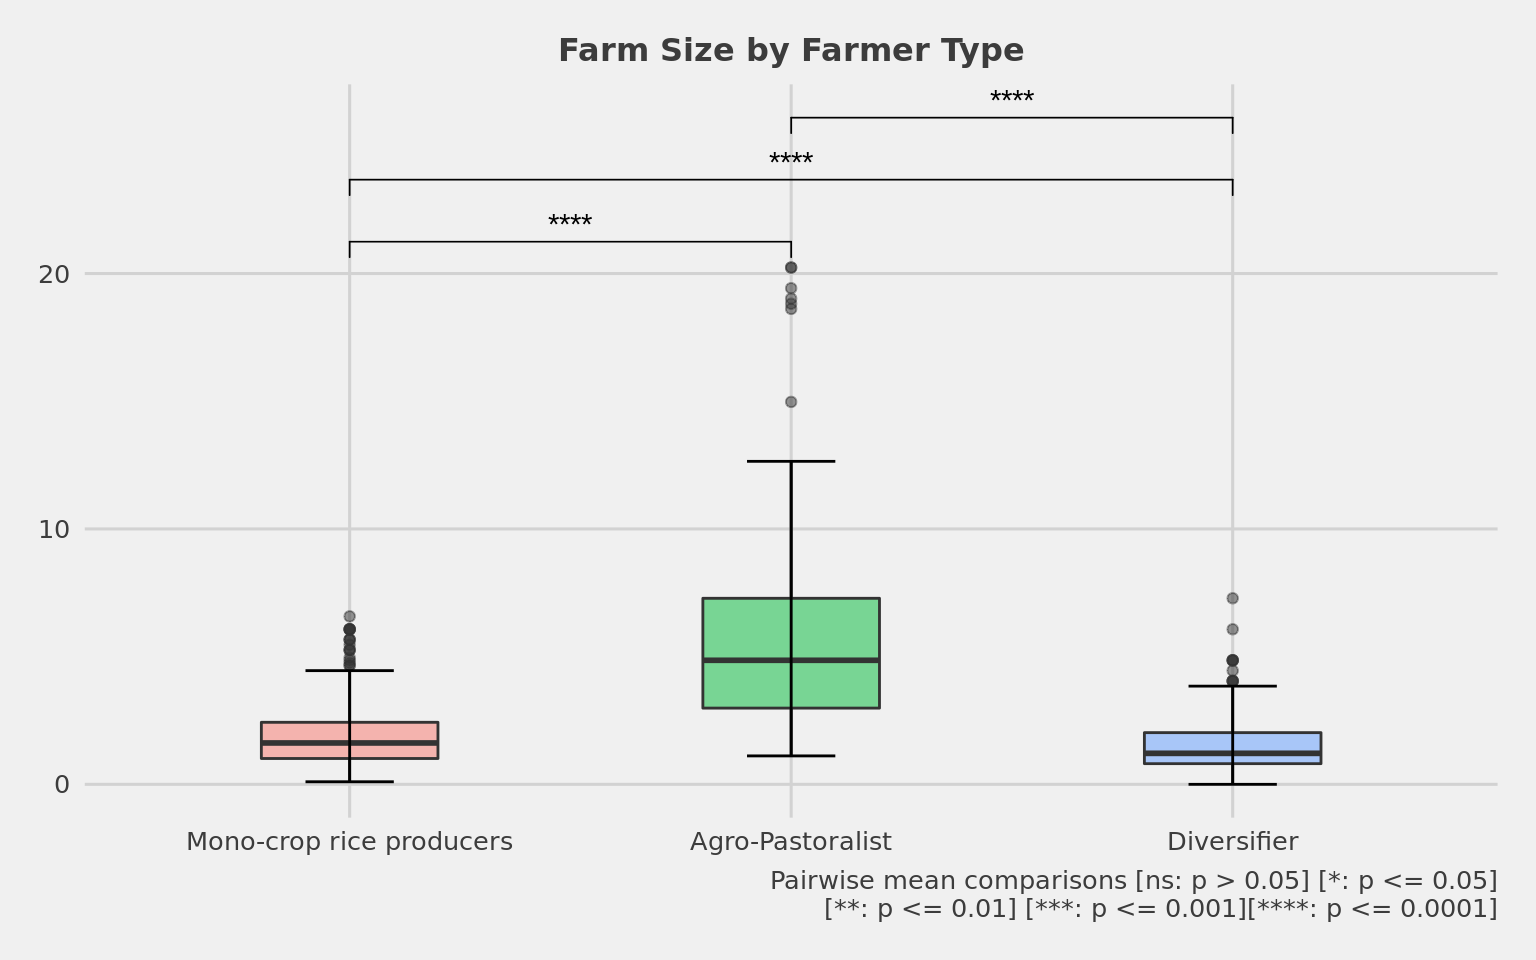 Farm Size by Farmer Type
****
****
****
20
10
0
Mono-crop rice producers
Agro-Pastoralist
Diversifier
Pairwise mean comparisons [ns: p > 0.05] [*: p <= 0.05]
[**: p <= 0.01] [***: p <= 0.001][****: p <= 0.0001]